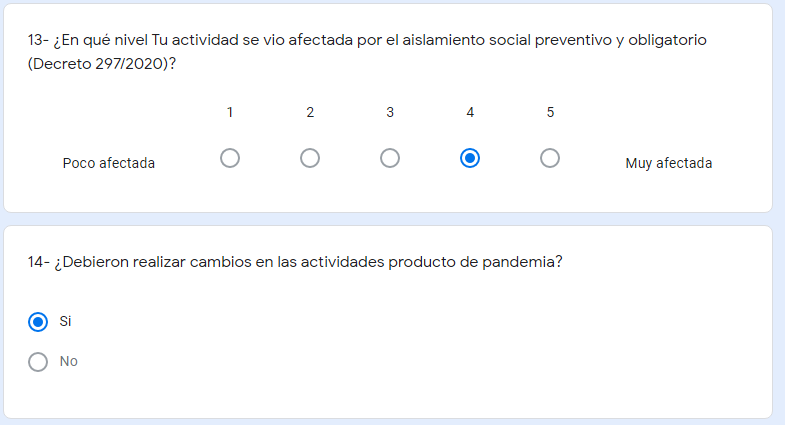 13- ¿En qué nivel Tu actividad se vio afectada por el aislamiento social preventivo y obligatorio
(Decreto 297/2020)?
1 2 3 4 5
Poco afectada Muy afectada
14- ¿Debieron realizar cambios en las actividades producto de pandemia?
Si
No